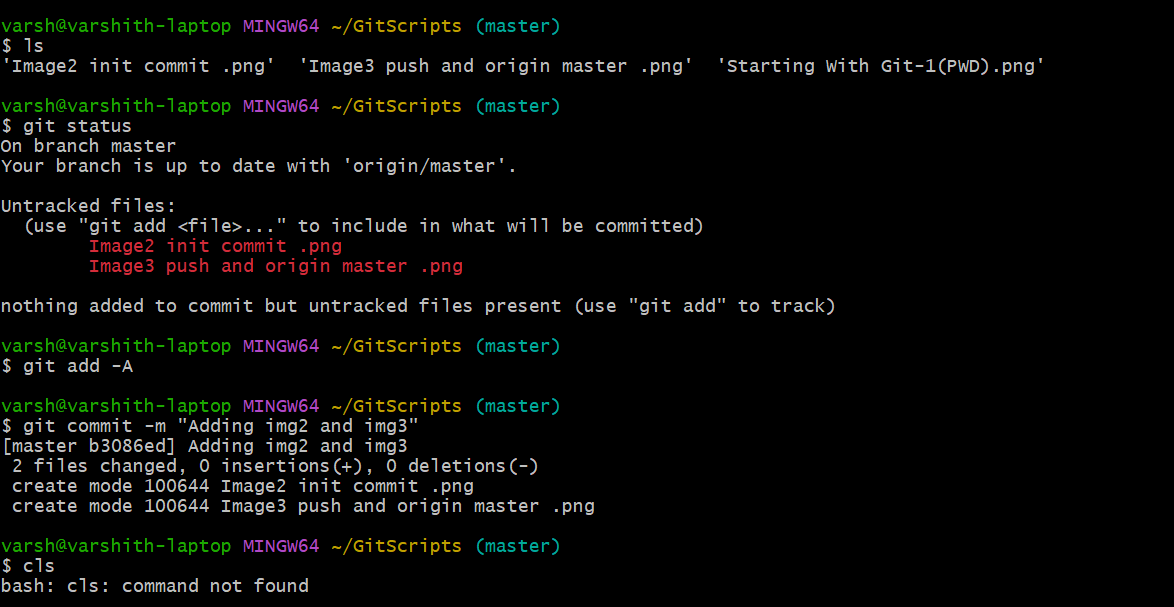 varsh@varshith-laptop MINGW64 ~/GitScripts (master)
$ ls
'Image2 init commit .png'  'Image3 push and origin master .png'  'Starting With Git-1(PWD).png'

varsh@varshith-laptop MINGW64 ~/GitScripts (master)
$ git status
On branch master
Your branch is up to date with 'origin/master'.

Untracked files:
  (use "git add <file>..." to include in what will be committed)
        Image2 init commit .png
        Image3 push and origin master .png

nothing added to commit but untracked files present (use "git add" to track)

varsh@varshith-laptop MINGW64 ~/GitScripts (master)
$ git add -A

varsh@varshith-laptop MINGW64 ~/GitScripts (master)
$ git commit -m "Adding img2 and img3"
[master b3086ed] Adding img2 and img3
 2 files changed, 0 insertions(+), 0 deletions(-)
 create mode 100644 Image2 init commit .png
 create mode 100644 Image3 push and origin master .png

varsh@varshith-laptop MINGW64 ~/GitScripts (master)
$ cls
bash: cls: command not found